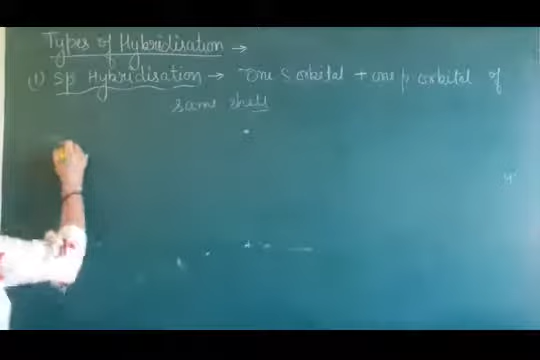 Types of Hybridisation →
(1) Sp Hybridisation → One S orbital + one p orbital of
same shell